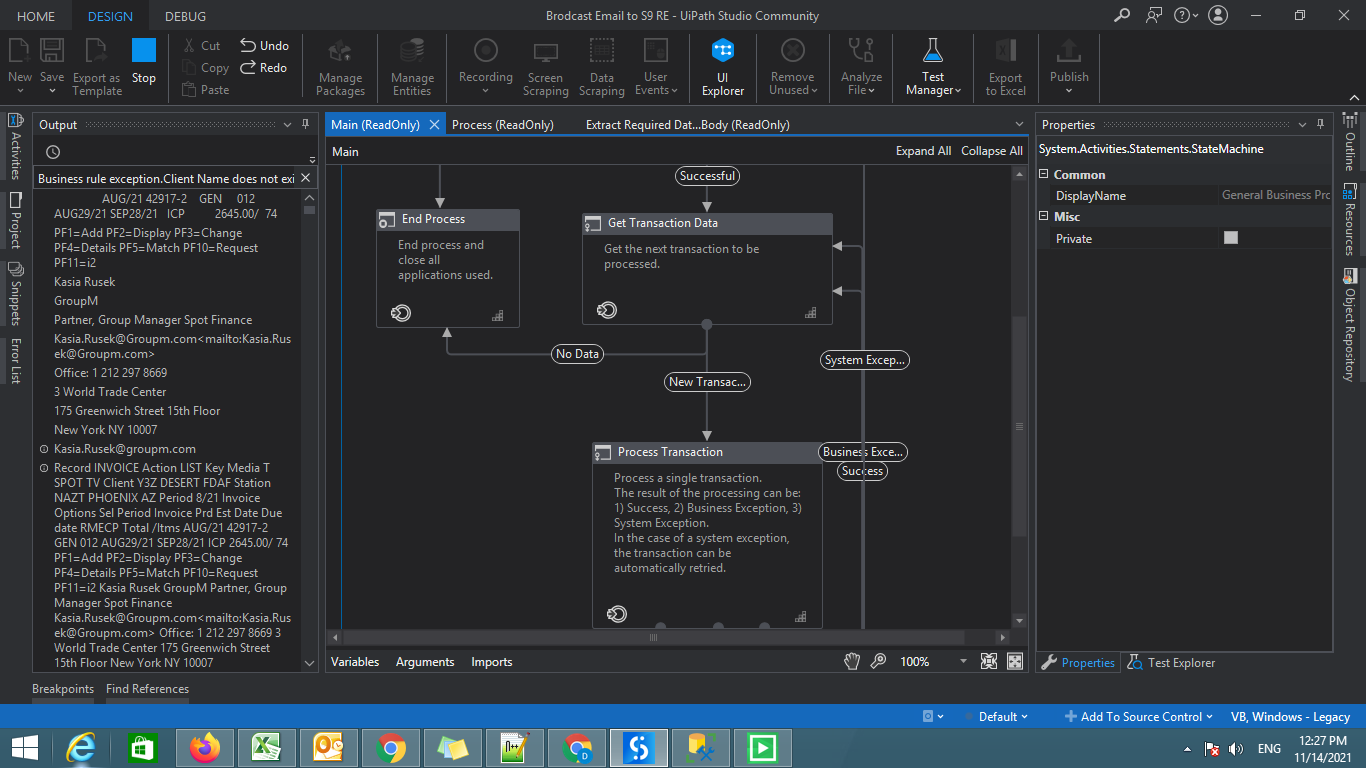 HOME
DESIGN
DEBUG
Brodcast Email to S9 RE - UiPath Studio Community
New
Save
Export as
Template
Stop
Cut
Copy
Paste
Undo
Redo
Manage
Packages
Manage
Entities
Recording
Screen
Scraping
Data
Scraping
User
Events
UI
Explorer
Remove
Unused
Analyze
File
Test
Manager
Export
to Excel
Publish
Activities
Project
Snippets
Error List
Output
Business rule exception.Client Name does not exi
AUG/21 42917-2 GEN 012
AUG29/21 SEP28/21 ICP 2645.00/ 74
PF1=Add PF2=Display PF3=Change
PF4=Details PF5=Match PF10=Request
PF11=i2
Kasia Rusek
GroupM
Partner, Group Manager Spot Finance
Kasia.Rusek@Groupm.com<mailto:Kasia.Rus
ek@Groupm.com>
Office: 1 212 297 8669
3 World Trade Center
175 Greenwich Street 15th Floor
New York NY 10007
Kasia.Rusek@groupm.com
Record INVOICE Action LIST Key Media T
SPOT TV Client Y3Z DESERT FDAF Station
NAZT PHOENIX AZ Period 8/21 Invoice
Options Sel Period Invoice Prd Est Date Due
date RMECP Total /Itms AUG/21 42917-2
GEN 012 AUG29/21 SEP28/21 ICP 2645.00/ 74
PF1=Add PF2=Display PF3=Change
PF4=Details PF5=Match PF10=Request
PF11=i2 Kasia Rusek GroupM Partner, Group
Manager Spot Finance
Kasia.Rusek@Groupm.com<mailto:Kasia.Rus
ek@Groupm.com> Office: 1 212 297 8669 3
World Trade Center 175 Greenwich Street
15th Floor New York NY 10007
Breakpoints
Find References
Main (ReadOnly)
Process (ReadOnly)
Extract Required Dat...Body (ReadOnly)
Main
Expand All
Collapse All
Successful
End Process
End process and
close all
applications used.
Get Transaction Data
Get the next transaction to be
processed.
No Data
System Excep...
New Transac...
Process Transaction
Business Exce...
Success
Process a single transaction.
The result of the processing can be:
1) Success, 2) Business Exception, 3)
System Exception.
In the case of a system exception,
the transaction can be
automatically retried.
Variables
Arguments
Imports
100%
Properties
System.Activities.Statements.StateMachine
Common
DisplayName
General Business Pro
Misc
Private
Properties
Test Explorer
Outline
Resources
Object Repository
Default
Add To Source Control
VB, Windows - Legacy
ENG
12:27 PM
11/14/2021